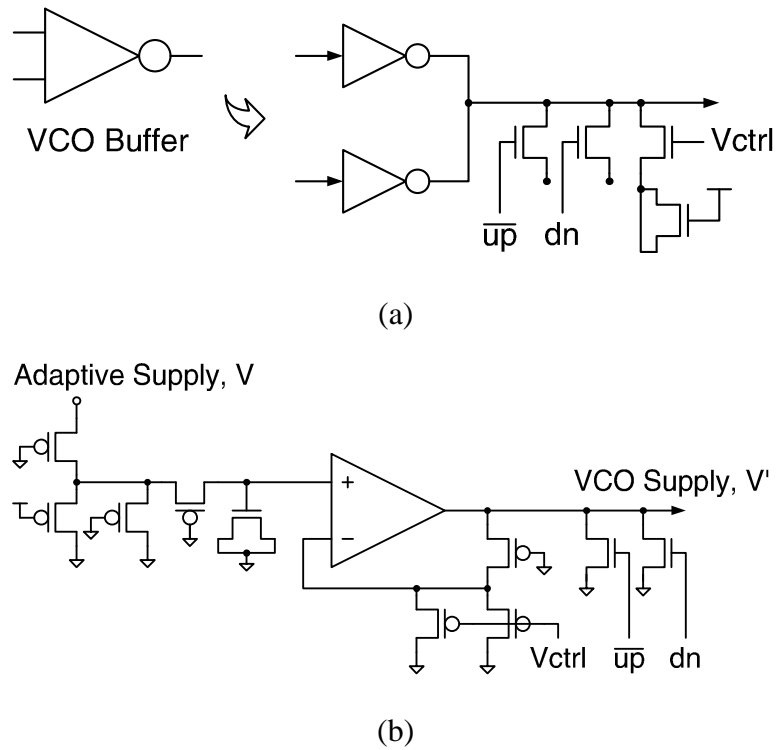 VCO Buffer
Vctrl
up dn
(a)
Adaptive Supply, V
+
VCO Supply, V'
−
Vctrl up dn
(b)